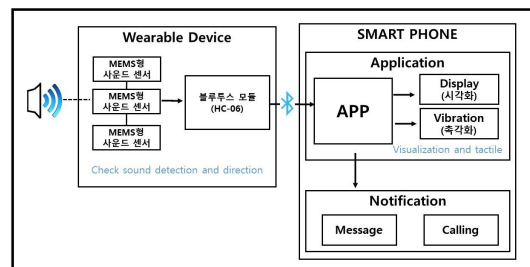 Wearable Device
MEMS형
사운드 센서
MEMS형
사운드 센서
MEMS형
사운드 센서
블루투스 모듈
(HC-06)
Check sound detection and direction
SMART PHONE
Application
APP
Display
(시각화)
Vibration
(촉각화)
Visualization and tactile
Notification
Message
Calling